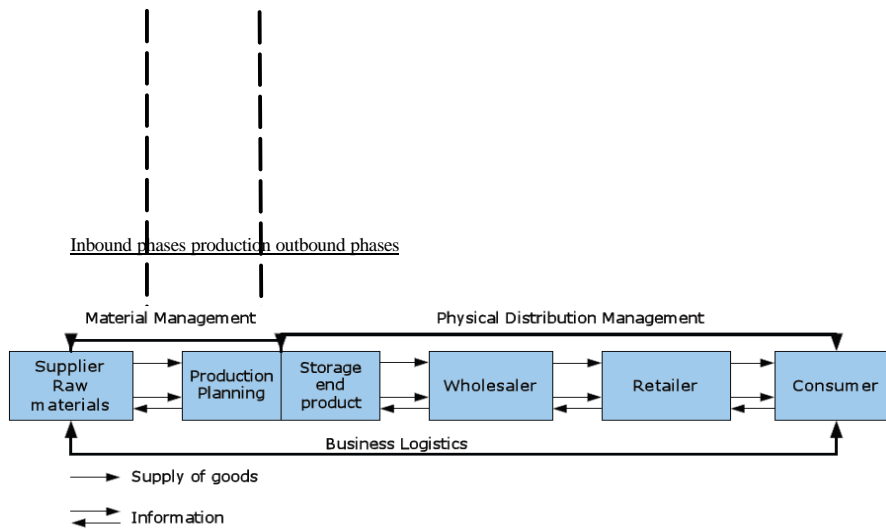 Inbound phases production outbound phases
Material Management
Physical Distribution Management
Supplier
Raw
materials
Production
Planning
Storage
end
product
Wholesaler
Retailer
Consumer
Business Logistics
Supply of goods
Information